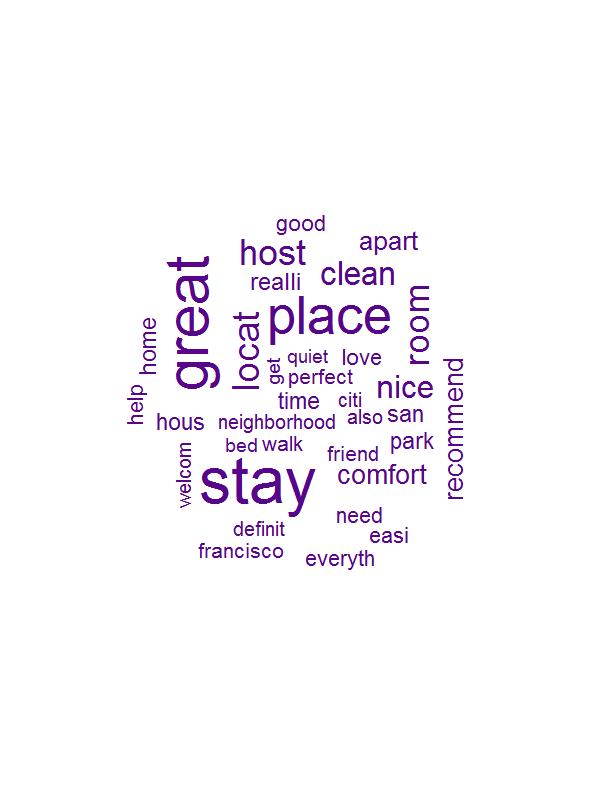 good
apart
host
realli
clean
great
place
room
locat
home
quiet
love
get
perfect
nice
recommend
help
time
citi
hous
neighborhood
also
san
bed
walk
friend
park
welcom
stay
comfort
need
definit
easi
francisco
everyth